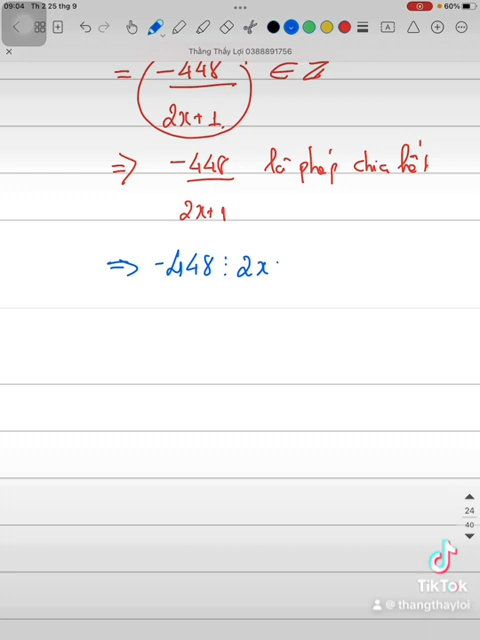 09:04 Th 2 25 thg 9 60%
Thăng Thầy Lợi 0388891756
= (-448 / 2x+1) ∈ Z
=> -448 / 2x+1 là phép chia hết
=> -448 ⋮ 2x
24
40
TikTok
@ thangthayloi